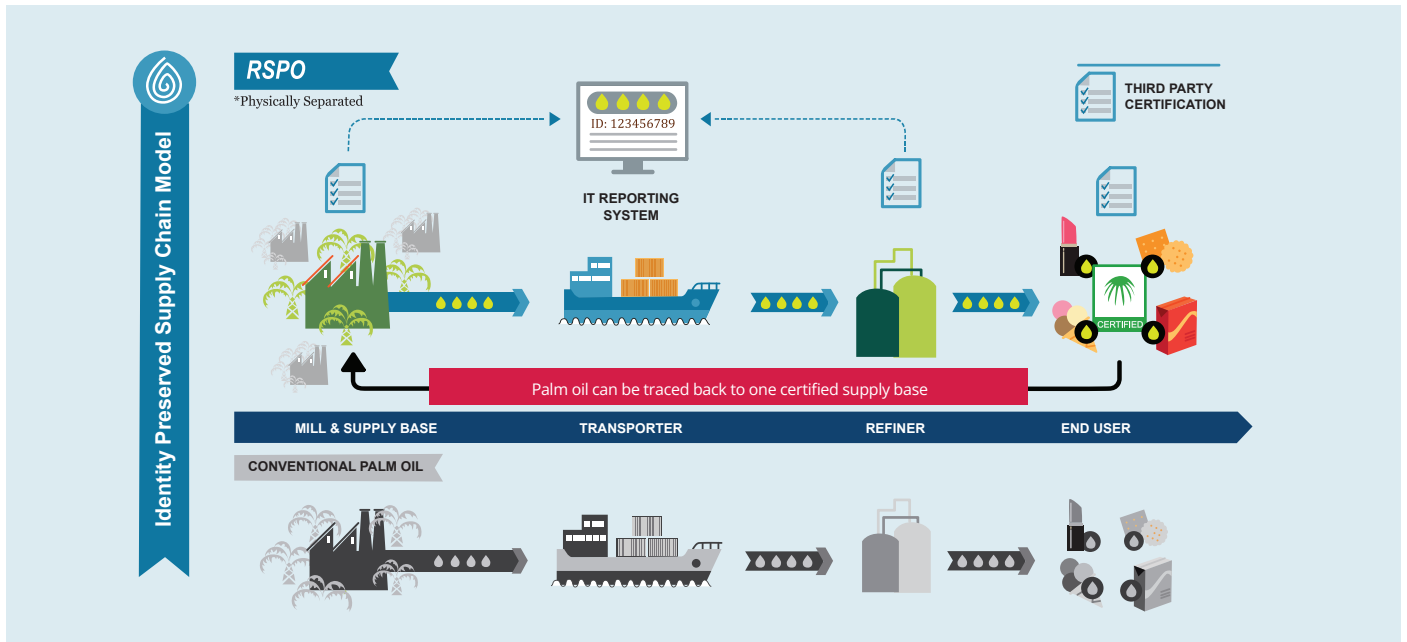 Identity Preserved Supply Chain Model
RSPO
*Physically Separated
ID: 123456789
IT REPORTING
SYSTEM
THIRD PARTY
CERTIFICATION
CERTIFIED
Palm oil can be traced back to one certified supply base
MILL & SUPPLY BASE
TRANSPORTER
REFINER
END USER
CONVENTIONAL PALM OIL